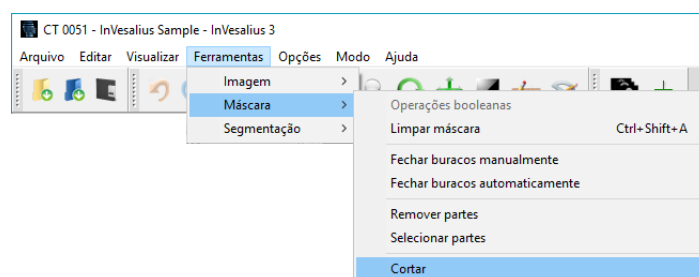 CT 0051 - InVesalius Sample - InVesalius 3
Arquivo Editar Visualizar Ferramentas Opções Modo Ajuda
Imagem >
Máscara >
Segmentação >
Operações booleanas
Limpar máscara Ctrl+Shift+A
Fechar buracos manualmente
Fechar buracos automaticamente
Remover partes
Selecionar partes
Cortar